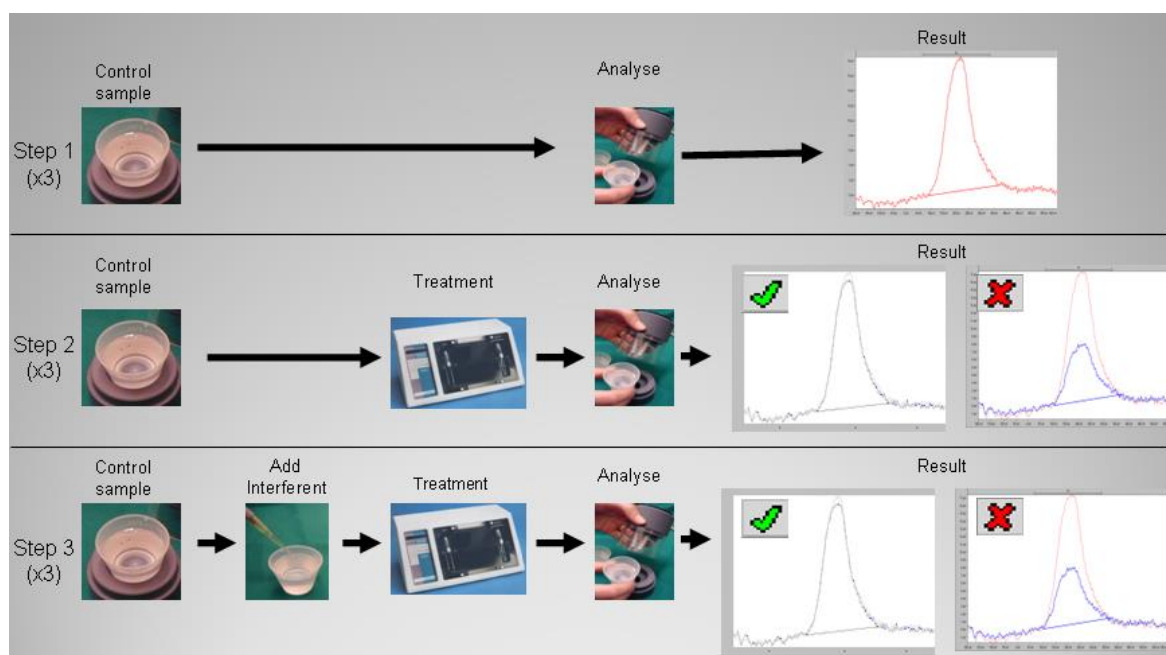 Result
Control
sample
Analyse
Step 1
(x3)
Result
Control
sample
Treatment
Analyse
Step 2
(x3)
Result
Control
sample
Add
Interferent
Treatment
Analyse
Step 3
(x3)